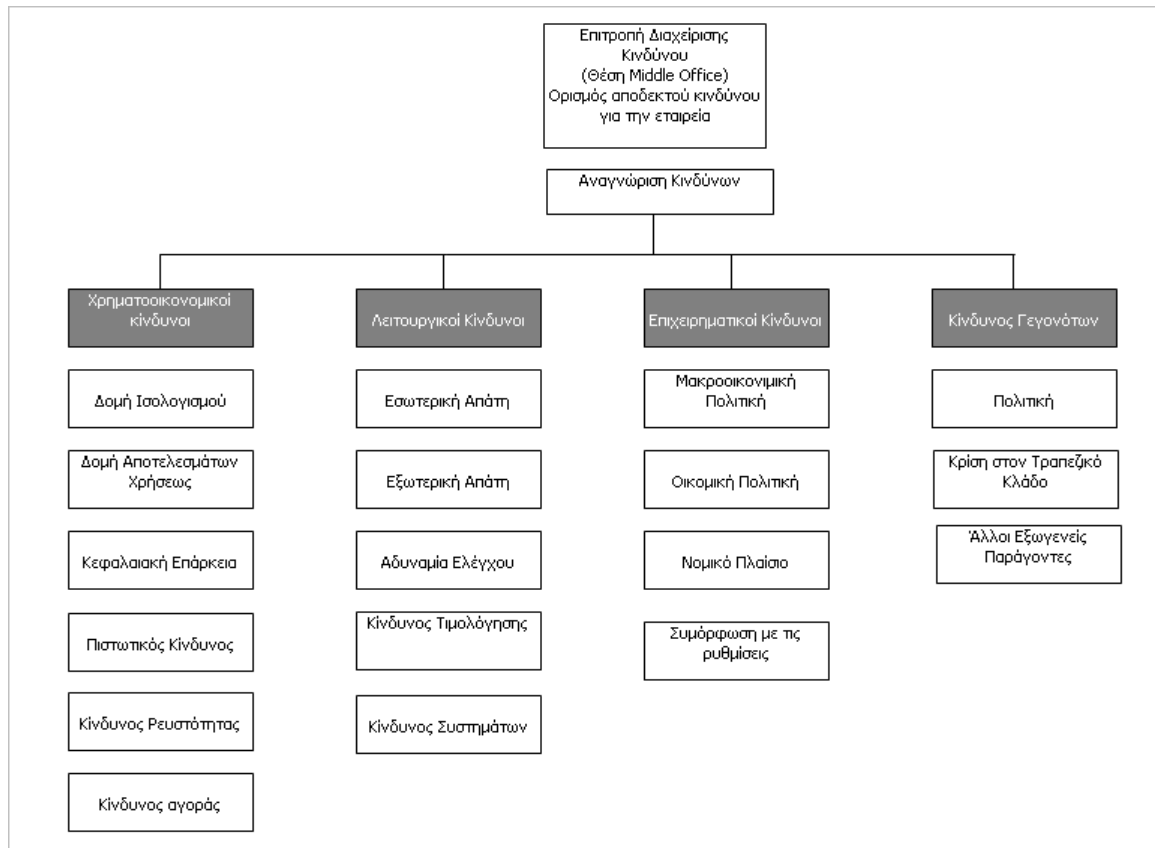 Επιτροπή Διαχείρισης
Κινδύνου
(Θέση Middle Office)
Ορισμός αποδεκτού κινδύνου
για την εταιρεία
Αναγνώριση Κινδύνων
Χρηματοοικονομικοί
κίνδυνοι
Δομή Ισολογισμού
Δομή Αποτελεσμάτων
Χρήσεως
Κεφαλαιακή Επάρκεια
Πιστωτικός Κίνδυνος
Κίνδυνος Ρευστότητας
Κίνδυνος αγοράς
Λειτουργικοί Κίνδυνοι
Εσωτερική Απάτη
Εξωτερική Απάτη
Αδυναμία Ελέγχου
Κίνδυνος Τιμολόγησης
Κίνδυνος Συστημάτων
Επιχειρηματικοί Κίνδυνοι
Μακροοικονιμική
Πολιτική
Οικομική Πολιτική
Νομικό Πλαίσιο
Συμόρφωση με τις
ρυθμίσεις
Κίνδυνος Γεγονότων
Πολιτική
Κρίση στον Τραπεζικό
Κλάδο
Άλλοι Εξωγενείς
Παράγοντες